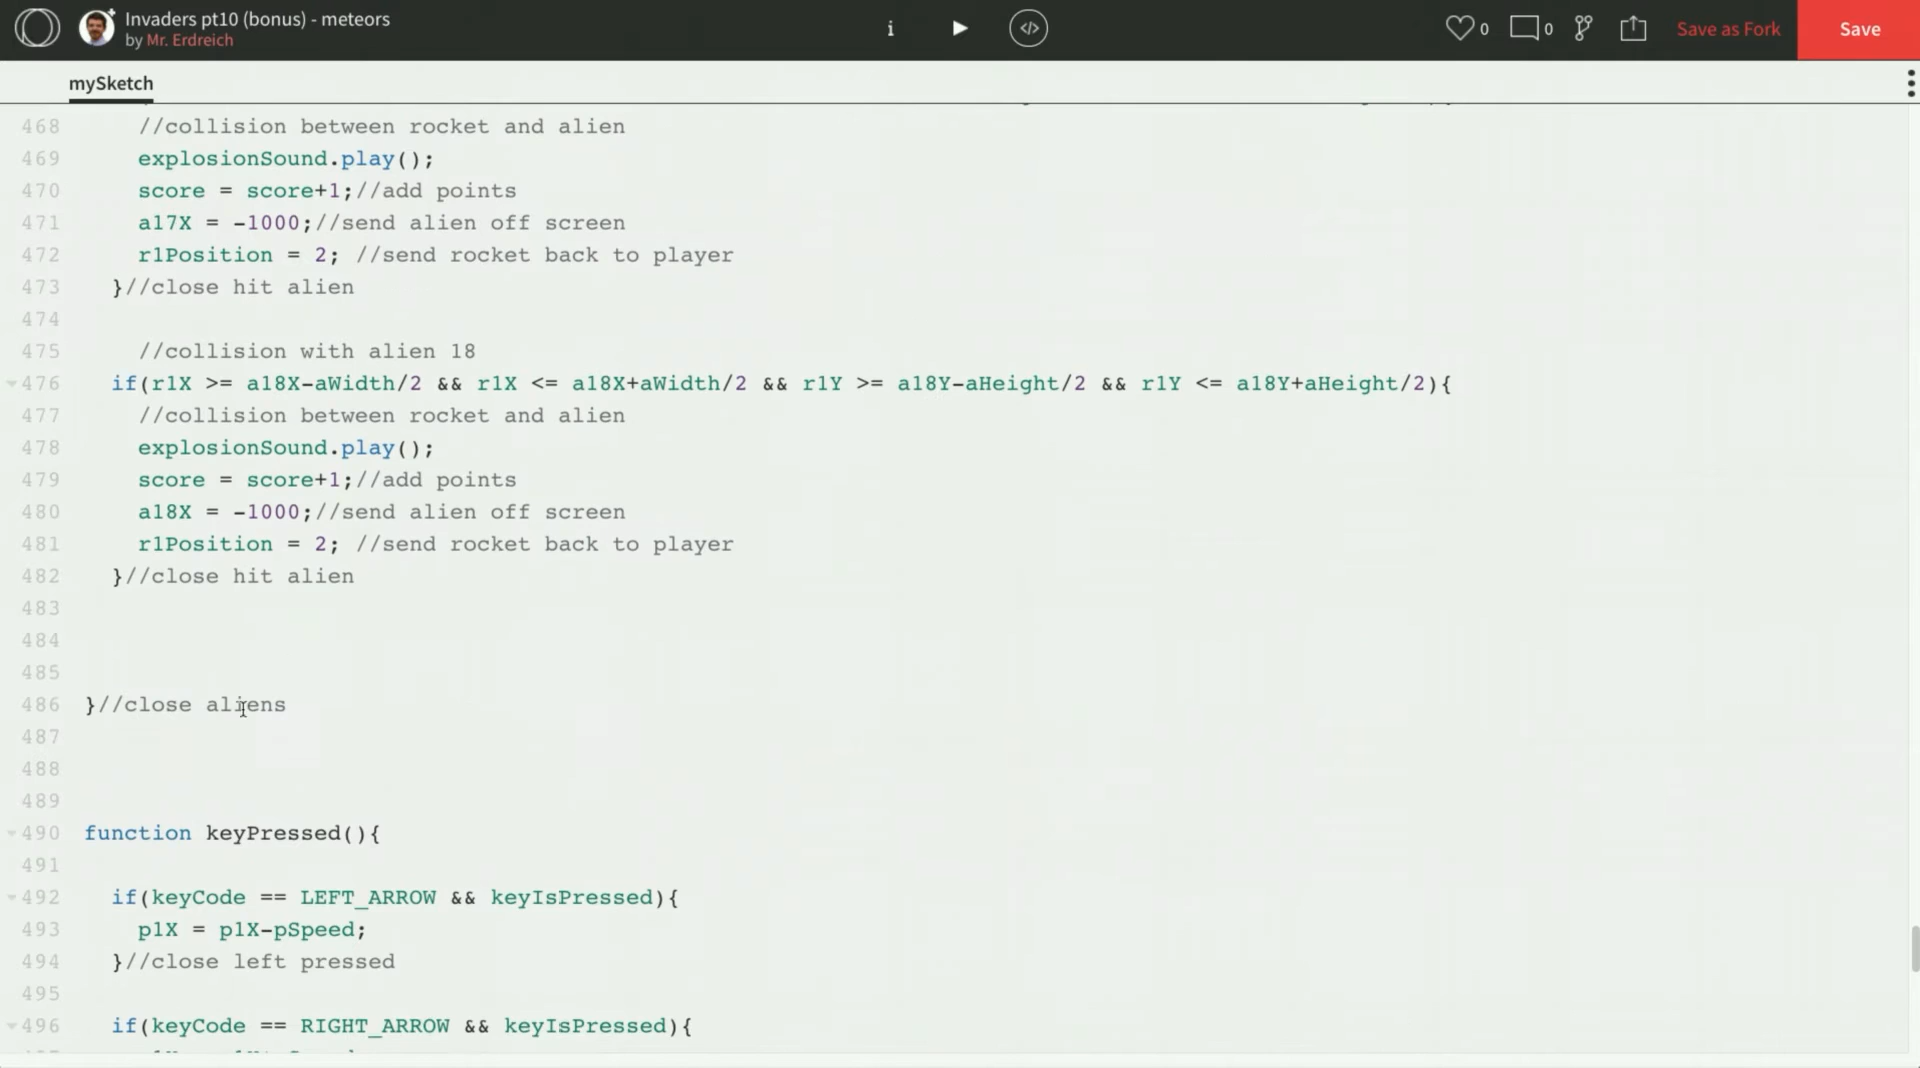 Invaders pt10 (bonus) - meteors
by Mr. Erdreich
i
</>
0
0
Save as Fork
Save
mySketch
468 //collision between rocket and alien
469 explosionSound.play();
470 score = score+1;//add points
471 a17X = -1000;//send alien off screen
472 r1Position = 2; //send rocket back to player
473 }//close hit alien
474
475 //collision with alien 18
476 if(r1X >= a18X-aWidth/2 && r1X <= a18X+aWidth/2 && r1Y >= a18Y-aHeight/2 && r1Y <= a18Y+aHeight/2){
477 //collision between rocket and alien
478 explosionSound.play();
479 score = score+1;//add points
480 a18X = -1000;//send alien off screen
481 r1Position = 2; //send rocket back to player
482 }//close hit alien
483
484
485
486 }//close aliens
487
488
489
490 function keyPressed(){
491
492 if(keyCode == LEFT_ARROW && keyIsPressed){
493 p1X = p1X-pSpeed;
494 }//close left pressed
495
496 if(keyCode == RIGHT_ARROW && keyIsPressed){